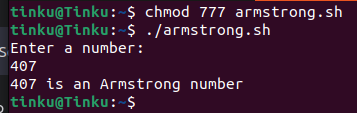 tinku@Tinku:~$ chmod 777 armstrong.sh
tinku@Tinku:~$ ./armstrong.sh
Enter a number:
407
407 is an Armstrong number
tinku@Tinku:~$